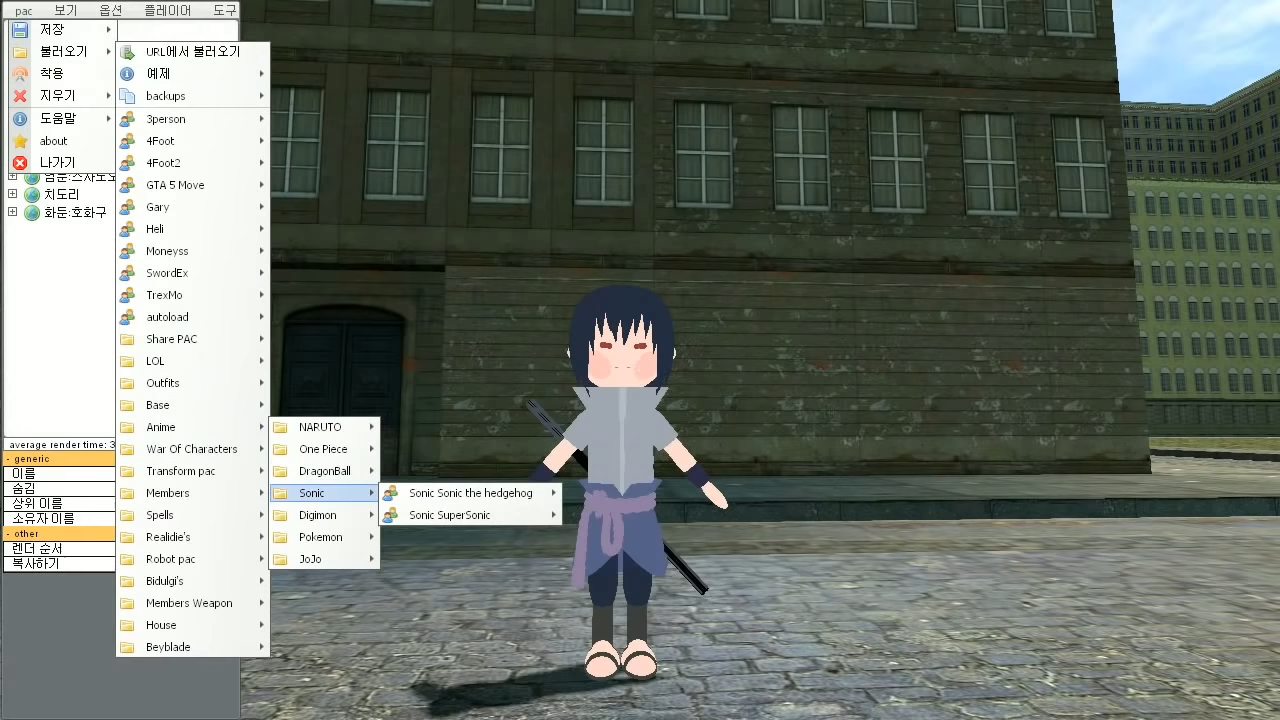 pac 보기 옵션 플레이어 도구
저장
불러오기
착용
지우기
도움말
about
나가기
치도리
화둔:호화구
average render time: 3
- generic
이름
숨김
상위 이름
소유자 이름
- other
렌더 순서
복사하기
URL에서 불러오기
예제
backups
3person
4Foot
4Foot2
GTA 5 Move
Gary
Heli
Moneyss
SwordEx
TrexMo
autoload
Share PAC
LOL
Outfits
Base
Anime
War Of Characters
Transform pac
Members
Spells
Realidie's
Robot pac
Bidulgi's
Members Weapon
House
Beyblade
NARUTO
One Piece
DragonBall
Sonic
Digimon
Pokemon
JoJo
Sonic Sonic the hedgehog
Sonic SuperSonic